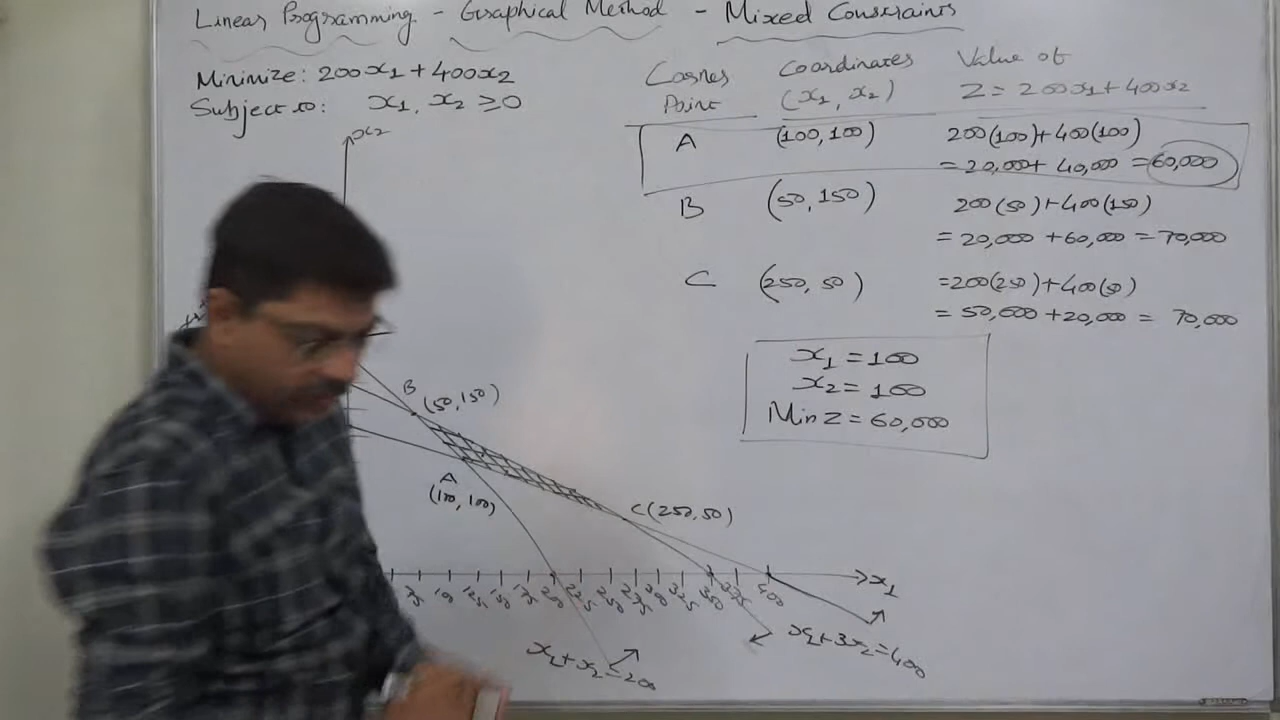 Linear Programming - Graphical Method - Mixed Constraints
Minimize: 200x1 + 400x2
Subject to: x1, x2 ≥ 0
x2
Corner Point
Coordinates (x1, x2)
Value of Z = 200x1 + 400x2
A (100, 100) 200(100) + 400(100)
= 20,000 + 40,000 = 60,000
B (50, 150) 200(50) + 400(150)
= 20,000 + 60,000 = 70,000
C (250, 50) = 200(250) + 400(50)
= 50,000 + 20,000 = 70,000
x1 = 100
x2 = 100
Min Z = 60,000
B (50, 150)
A
(100, 100)
C (250, 50)
x1
x1 + 3x2 = 400
x1 + x2 = 200